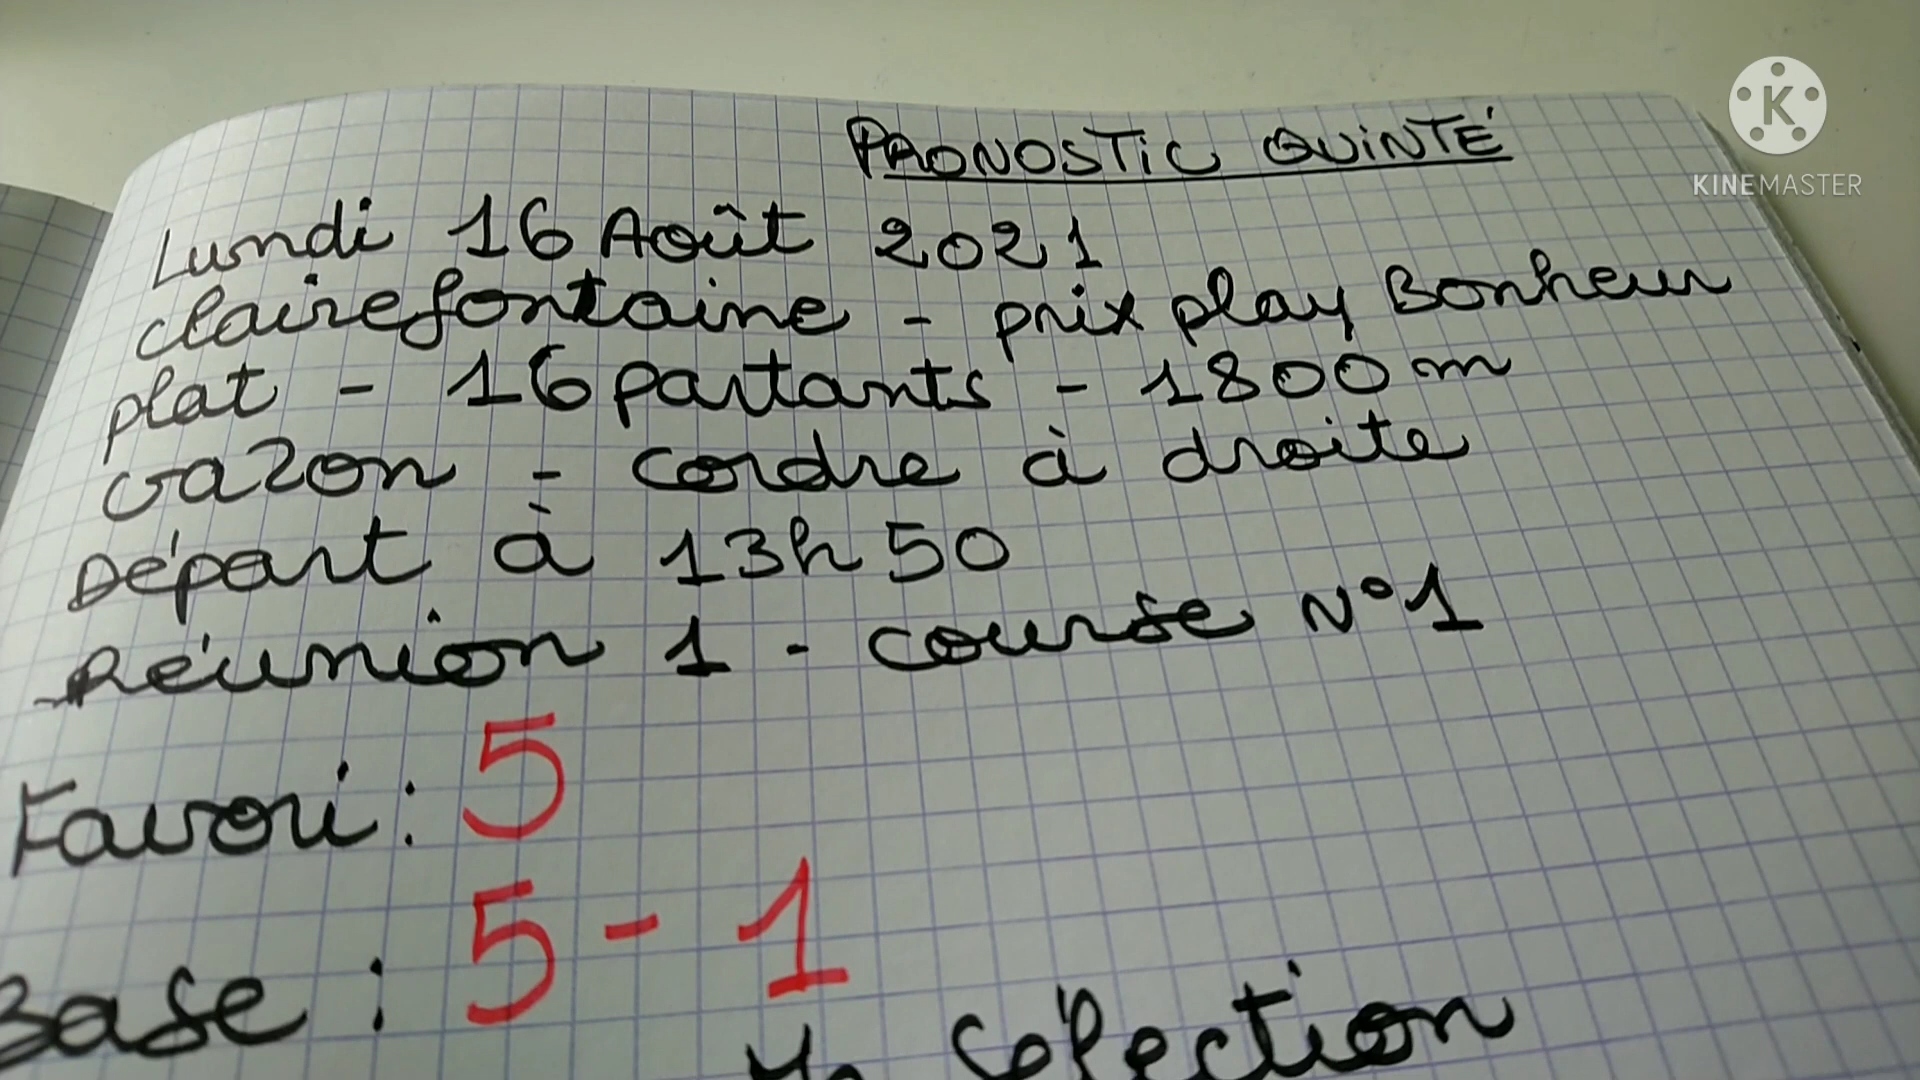 PRONOSTIC QUINTÉ
K
KINEMASTER
Lundi 16 Août 2021
Clairefontaine - prix play Bonheur
plat - 16 partants - 1800 m
Gazon - corde à droite
Départ à 13h50
Réunion 1 - course N°1
Favori : 5
Base : 5 - 1
sélection